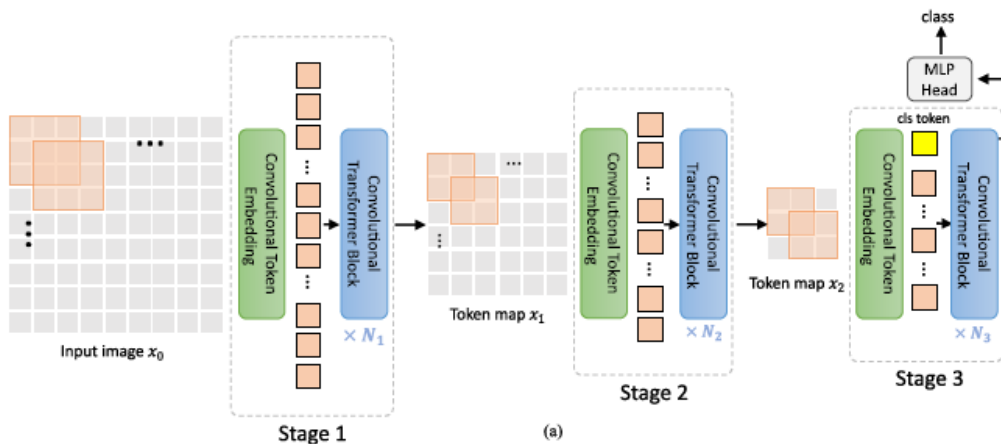 class
MLP
Head
cls token
Convolutional Token
Embedding
Convolutional
Transformer Block
× N₁
Convolutional Token
Embedding
Convolutional
Transformer Block
× N₂
Convolutional Token
Embedding
Convolutional
Transformer Block
× N₃
Input image x₀
Token map x₁
Token map x₂
Stage 1
Stage 2
Stage 3
(a)